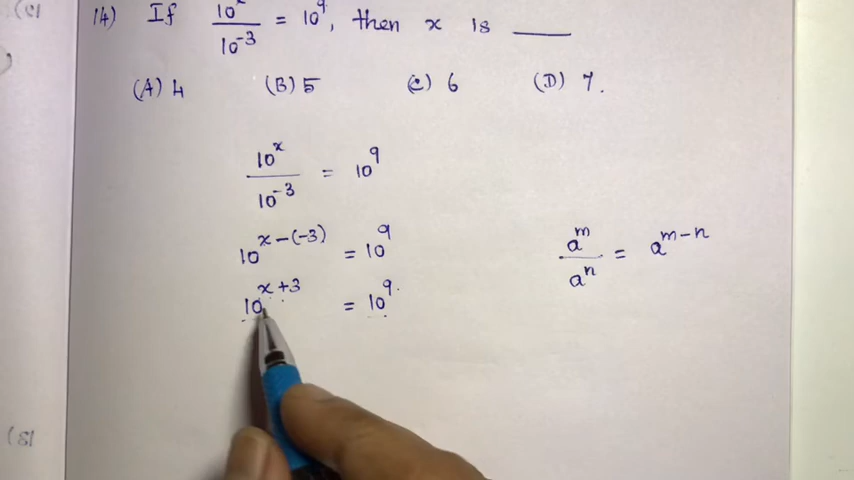 14) If 10^x / 10^-3 = 10^9, then x is ____
(A) 4 (B) 5 (C) 6 (D) 7.
10^x / 10^-3 = 10^9
10^x-(-3) = 10^9 a^m / a^n = a^m-n
10^x+3 = 10^9.